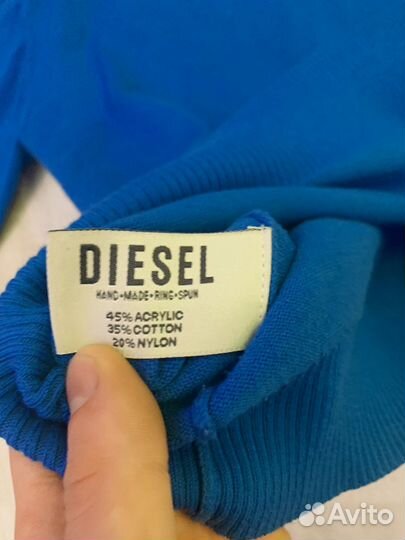 DIESEL
HAND•MADE•RING•SPUN
45% ACRYLIC
35% COTTON
20% NYLON
Avito